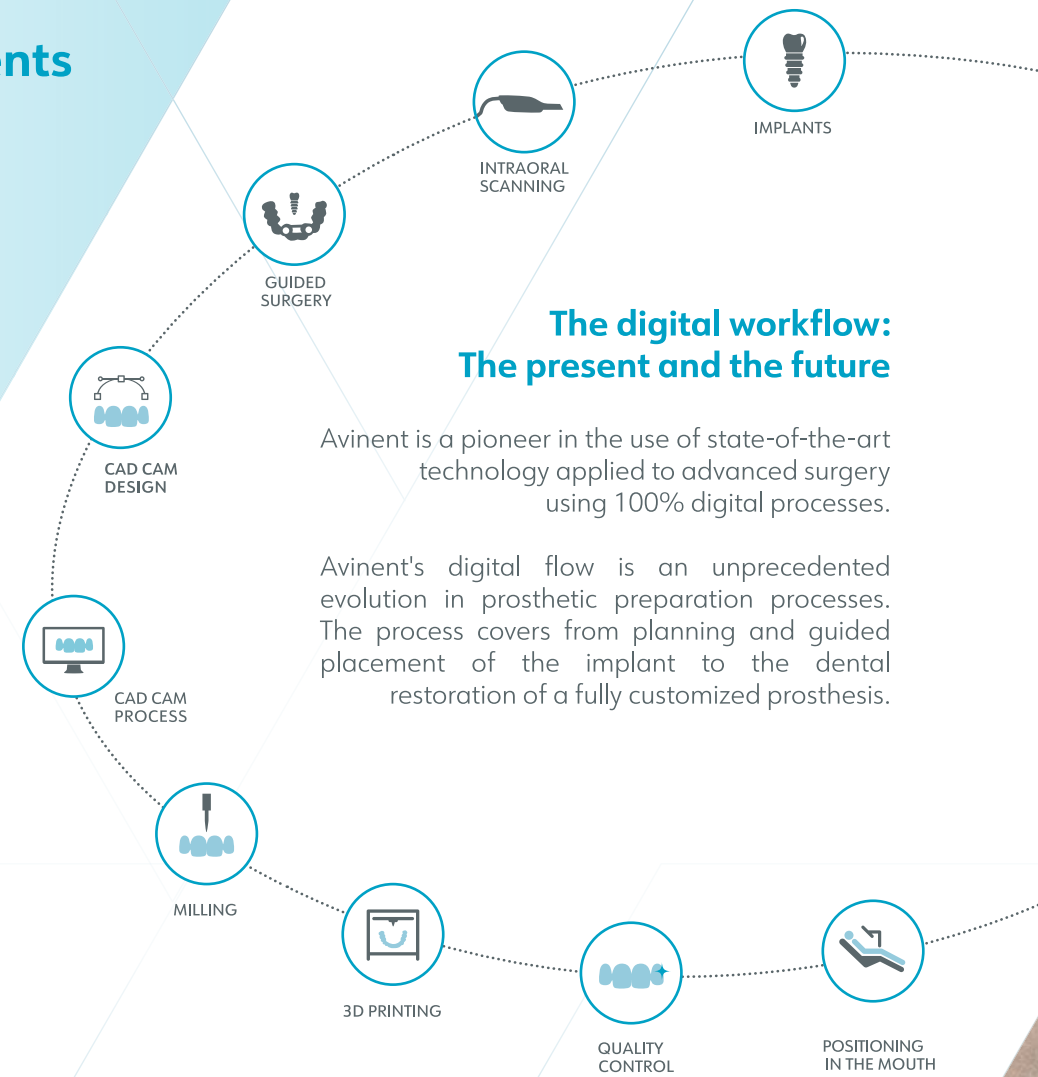 IMPLANTS
INTRAORAL
SCANNING
GUIDED
SURGERY
The digital workflow:
The present and the future
CAD CAM
DESIGN
Avinent is a pioneer in the use of state-of-the-art
technology applied to advanced surgery
using 100% digital processes.
Avinent's digital flow is an unprecedented
evolution in prosthetic preparation processes.
The process covers from planning and guided
placement of the implant to the dental
restoration of a fully customized prosthesis.
CAD CAM
PROCESS
MILLING
3D PRINTING
QUALITY
CONTROL
POSITIONING
IN THE MOUTH